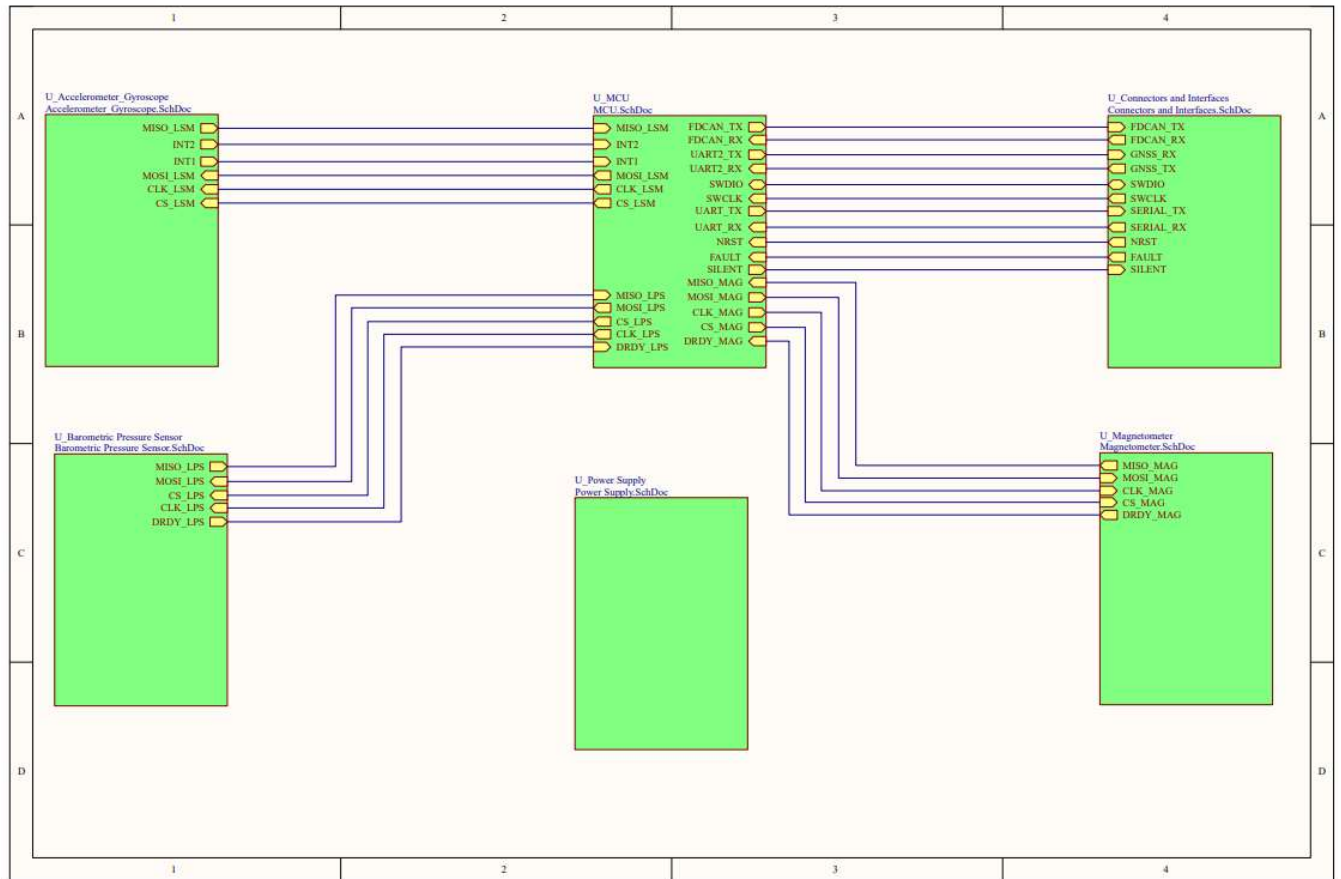 1 2 3 4
A A
U_Accelerometer_Gyroscope
Accelerometer_Gyroscope.SchDoc
MISO_LSM
INT2
INT1
MOSI_LSM
CLK_LSM
CS_LSM
U_MCU
MCU.SchDoc
MISO_LSM
INT2
INT1
MOSI_LSM
CLK_LSM
CS_LSM
MISO_LPS
MOSI_LPS
CS_LPS
CLK_LPS
DRDY_LPS
FDCAN_TX
FDCAN_RX
UART2_TX
UART2_RX
SWDIO
SWCLK
UART_TX
UART_RX
NRST
FAULT
SILENT
MISO_MAG
MOSI_MAG
CLK_MAG
CS_MAG
DRDY_MAG
U_Connectors and Interfaces
Connectors and Interfaces.SchDoc
FDCAN_TX
FDCAN_RX
GNSS_RX
GNSS_TX
SWDIO
SWCLK
SERIAL_TX
SERIAL_RX
NRST
FAULT
SILENT
B B
U_Barometric Pressure Sensor
Barometric Pressure Sensor.SchDoc
MISO_LPS
MOSI_LPS
CS_LPS
CLK_LPS
DRDY_LPS
U_Power Supply
Power Supply.SchDoc
U_Magnetometer
Magnetometer.SchDoc
MISO_MAG
MOSI_MAG
CLK_MAG
CS_MAG
DRDY_MAG
C C
D D
1 2 3 4